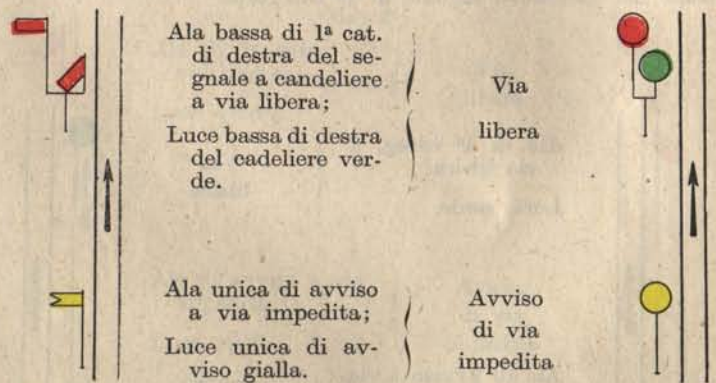 Ala bassa di 1ª cat.
di destra del se-
gnale a candeliere
a via libera;
Luce bassa di destra
del cadeliere ver-
de.
Via
libera
Ala unica di avviso
a via impedita;
Luce unica di av-
viso gialla.
Avviso
di via
impedita